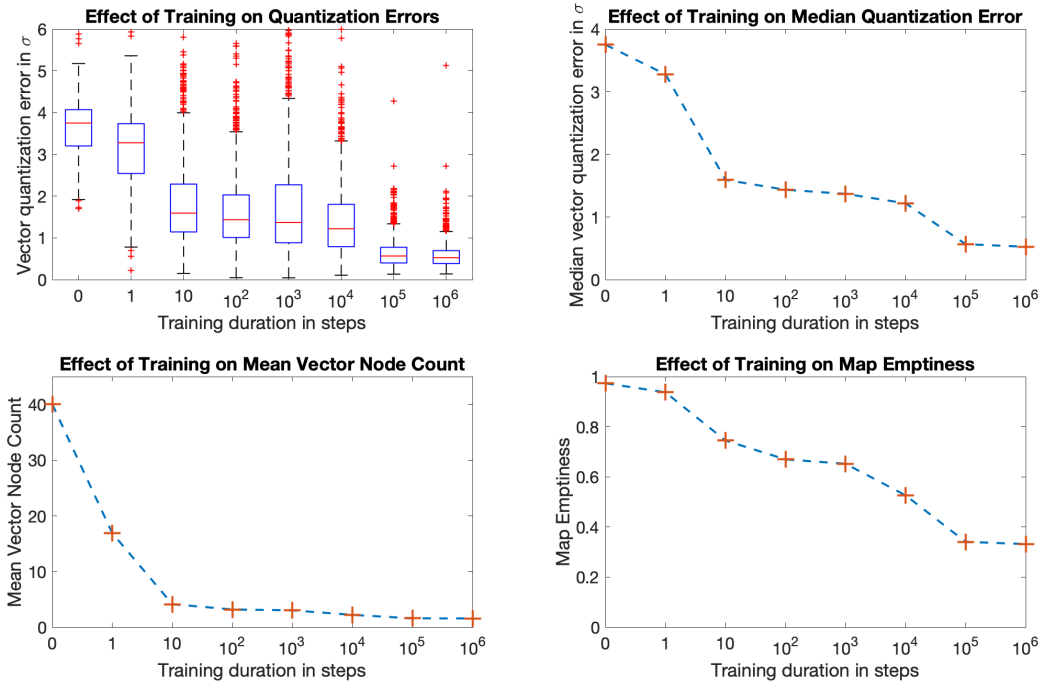 Effect of Training on Quantization Errors
Vector quantization error in σ
6
5
4
3
2
1
0
0 1 10 10² 10³ 10⁴ 10⁵ 10⁶
Training duration in steps
Effect of Training on Median Quantization Error
Median vector quantization error in σ
4
3
2
1
0
0 1 10 10² 10³ 10⁴ 10⁵ 10⁶
Training duration in steps
Effect of Training on Mean Vector Node Count
Mean Vector Node Count
40
30
20
10
0
0 1 10 10² 10³ 10⁴ 10⁵ 10⁶
Training duration in steps
Effect of Training on Map Emptiness
Map Emptiness
1
0.8
0.6
0.4
0.2
0
0 1 10 10² 10³ 10⁴ 10⁵ 10⁶
Training duration in steps